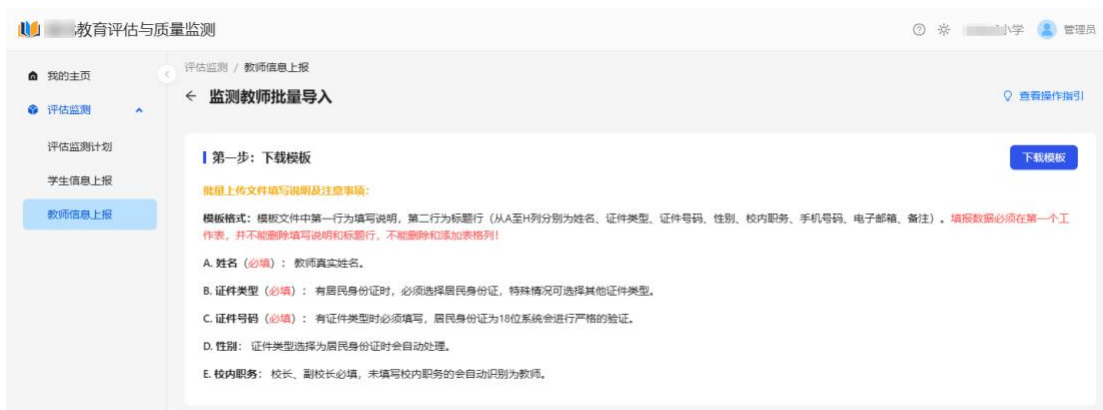 教育评估与质量监测
小学 管理员
我的主页
评估监测
评估监测计划
学生信息上报
教师信息上报
评估监测 / 教师信息上报
← 监测教师批量导入
查看操作指引
第一步：下载模板
下载模板
批量上传文件填写说明及注意事项：
模板格式：模板文件中第一行为填写说明，第二行为标题行（从A至H列分别为姓名、证件类型、证件号码、性别、校内职务、手机号码、电子邮箱、备注）。填报数据必须在第一个工
作表，并不能删除填写说明和标题行，不能删除和添加表格列！
A. 姓名（必填）：教师真实姓名。
B. 证件类型（必填）：有居民身份证时，必须选择居民身份证，特殊情况可选择其他证件类型。
C. 证件号码（必填）：有证件类型时必须填写，居民身份证为18位系统会进行严格的验证。
D. 性别：证件类型选择为居民身份证时会自动处理。
E. 校内职务：校长、副校长必填，未填写校内职务的会自动识别为教师。